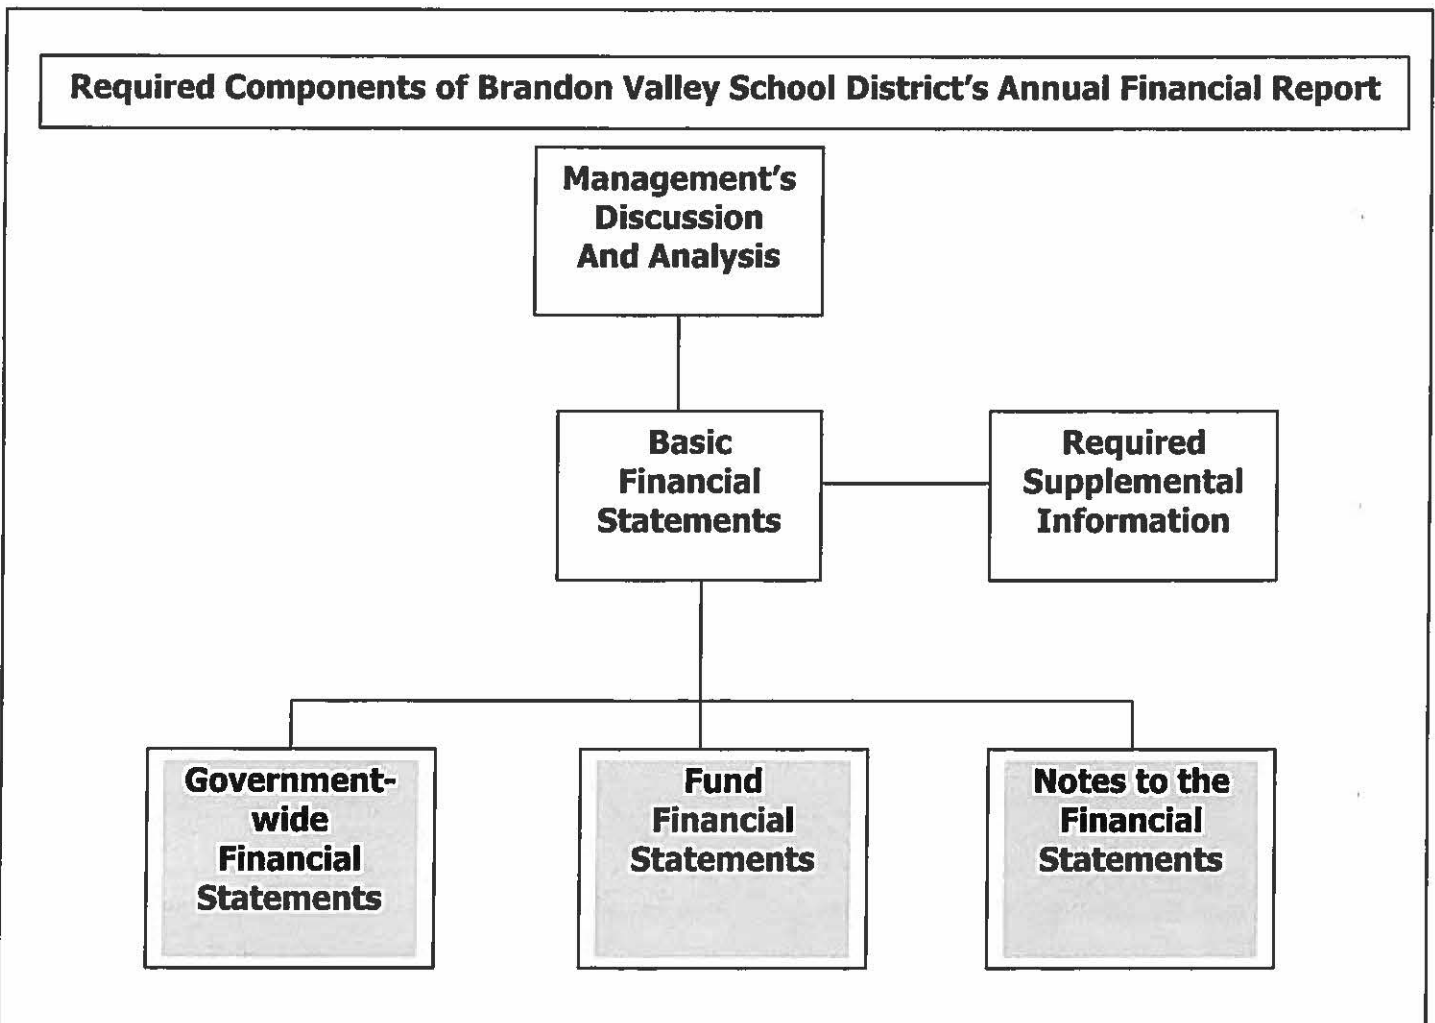 Required Components of Brandon Valley School District's Annual Financial Report
Management's
Discussion
And Analysis
Basic
Financial
Statements
Required
Supplemental
Information
Government-
wide
Financial
Statements
Fund
Financial
Statements
Notes to the
Financial
Statements